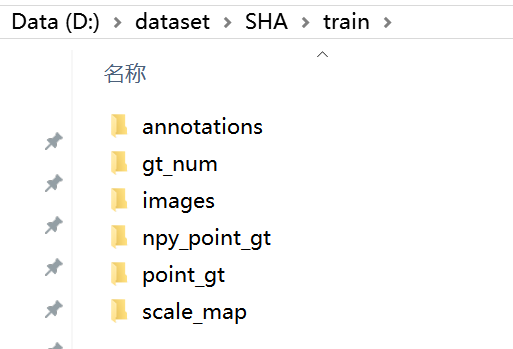 Data (D:) › dataset › SHA › train ›
名称
annotations
gt_num
images
npy_point_gt
point_gt
scale_map